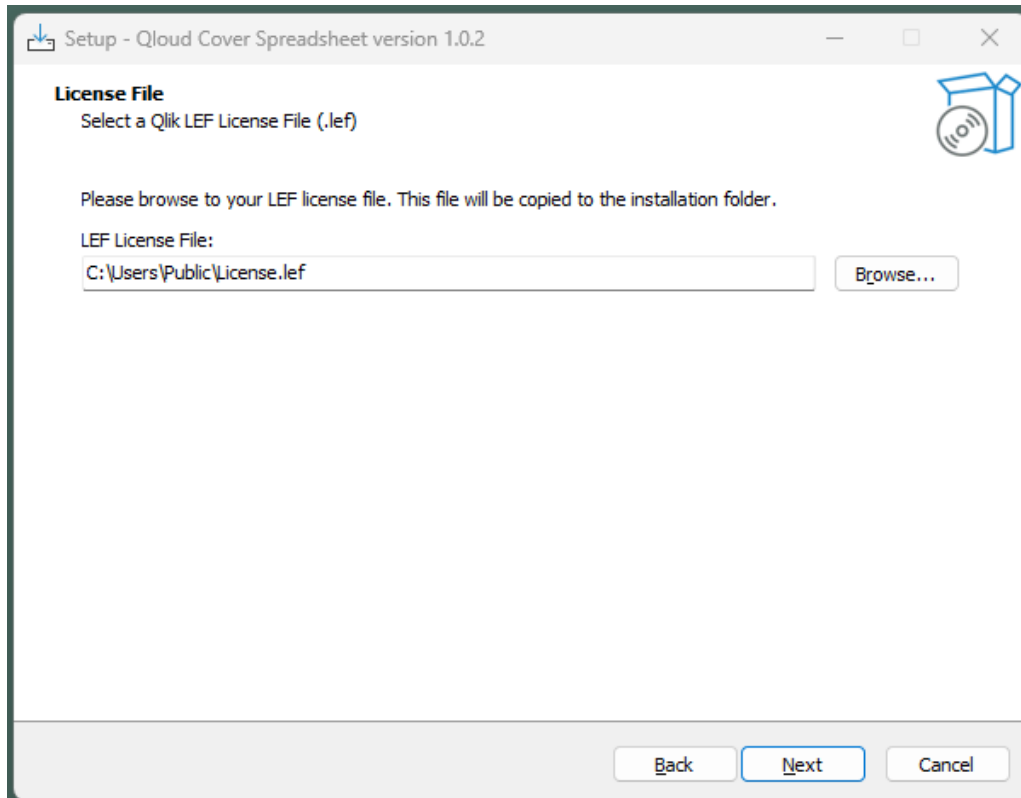 Setup - Qloud Cover Spreadsheet version 1.0.2
License File
Select a Qlik LEF License File (.lef)
Please browse to your LEF license file. This file will be copied to the installation folder.
LEF License File:
C:\Users\Public\License.lef
Browse...
Back
Next
Cancel